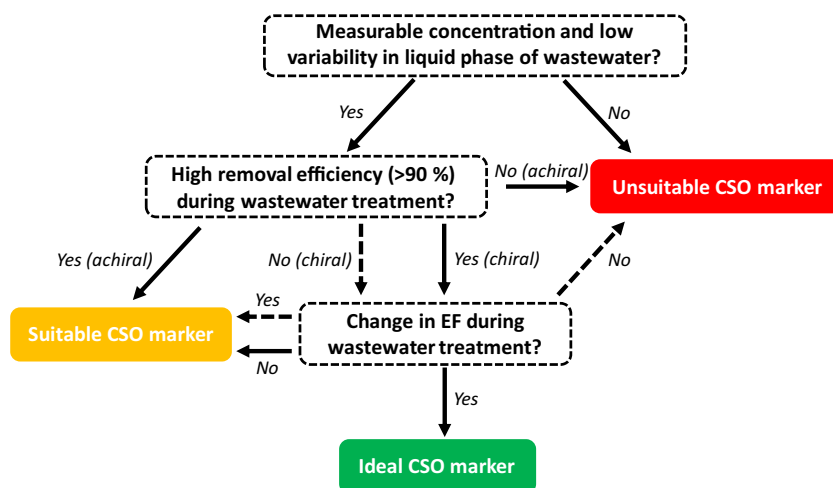 Measurable concentration and low
variability in liquid phase of wastewater?
Yes
No
High removal efficiency (>90 %)
during wastewater treatment?
No (achiral)
Unsuitable CSO marker
Yes (achiral)
No (chiral)
Yes (chiral)
No
Suitable CSO marker
Yes
No
Change in EF during
wastewater treatment?
Yes
Ideal CSO marker